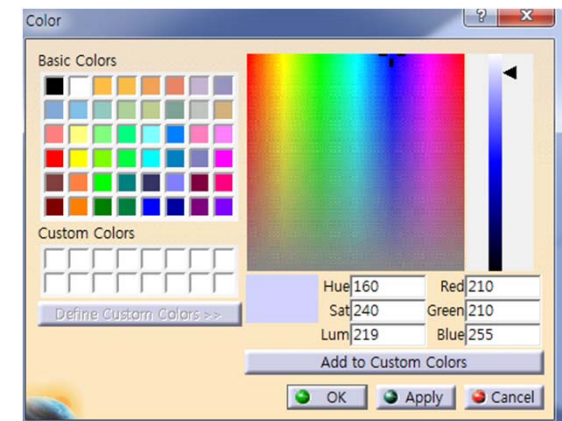 Color
Basic Colors
Custom Colors
Define Custom Colors >>
Hue 160 Red 210
Sat 240 Green 210
Lum 219 Blue 255
Add to Custom Colors
OK Apply Cancel